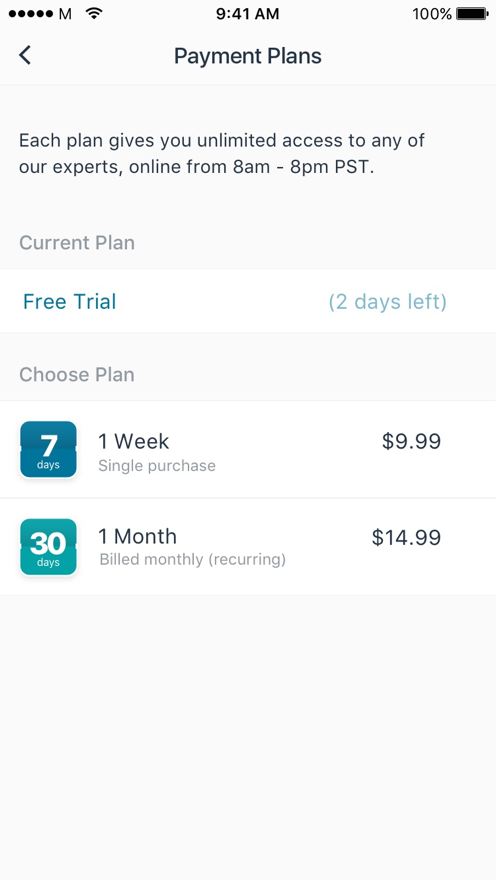 M 9:41 AM 100%
Payment Plans
Each plan gives you unlimited access to any of
our experts, online from 8am - 8pm PST.
Current Plan
Free Trial (2 days left)
Choose Plan
7 days
1 Week $9.99
Single purchase
30 days
1 Month $14.99
Billed monthly (recurring)